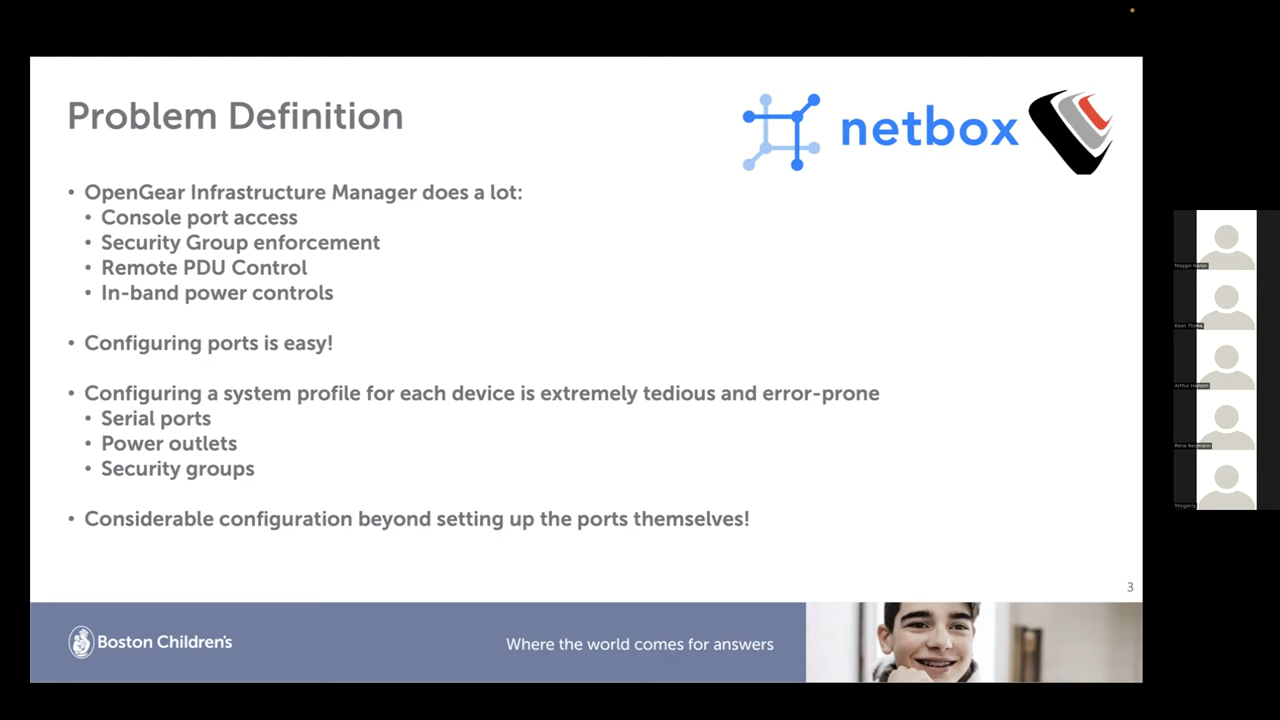 Problem Definition
netbox
• OpenGear Infrastructure Manager does a lot:
• Console port access
• Security Group enforcement
• Remote PDU Control
• In-band power controls
• Configuring ports is easy!
• Configuring a system profile for each device is extremely tedious and error-prone
• Serial ports
• Power outlets
• Security groups
• Considerable configuration beyond setting up the ports themselves!
3
Boston Children's
Where the world comes for answers